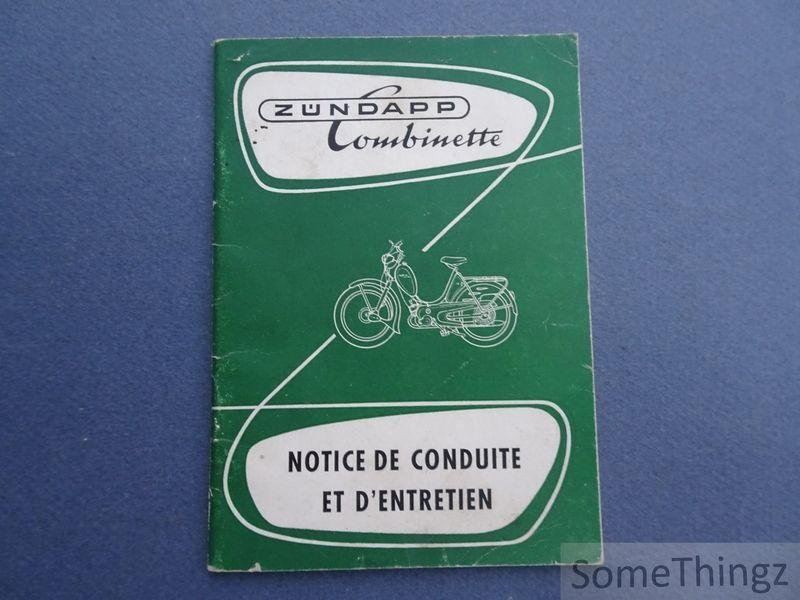 ZÜNDAPP
Combinette
NOTICE DE CONDUITE
ET D'ENTRETIEN
SomeThingz